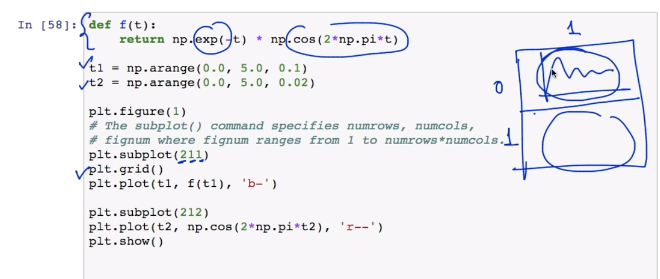 In [58]: def f(t):
    return np.exp(-t) * np.cos(2*np.pi*t)
t1 = np.arange(0.0, 5.0, 0.1)
t2 = np.arange(0.0, 5.0, 0.02)
plt.figure(1)
# The subplot() command specifies numrows, numcols,
# fignum where fignum ranges from 1 to numrows*numcols.
plt.subplot(211)
plt.grid()
plt.plot(t1, f(t1), 'b-')
plt.subplot(212)
plt.plot(t2, np.cos(2*np.pi*t2), 'r--')
plt.show()
1
0
1